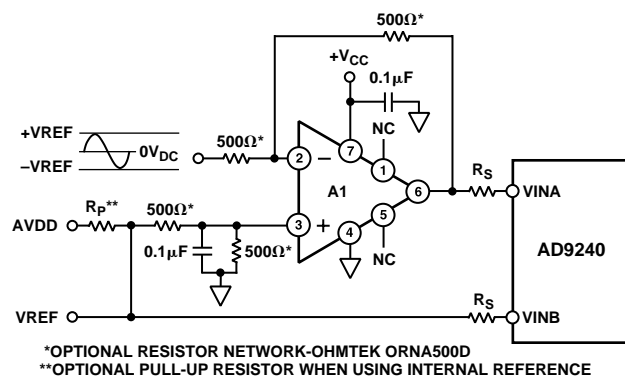 500Ω*
+VCC
0.1µF
NC
+VREF
0VDC
–VREF
500Ω*
2
–
7
1
A1
6
RS
VINA
AVDD
RP**
500Ω*
3
+
4
5
0.1µF
500Ω*
NC
AD9240
VREF
RS
VINB
*OPTIONAL RESISTOR NETWORK-OHMTEK ORNA500D
**OPTIONAL PULL-UP RESISTOR WHEN USING INTERNAL REFERENCE